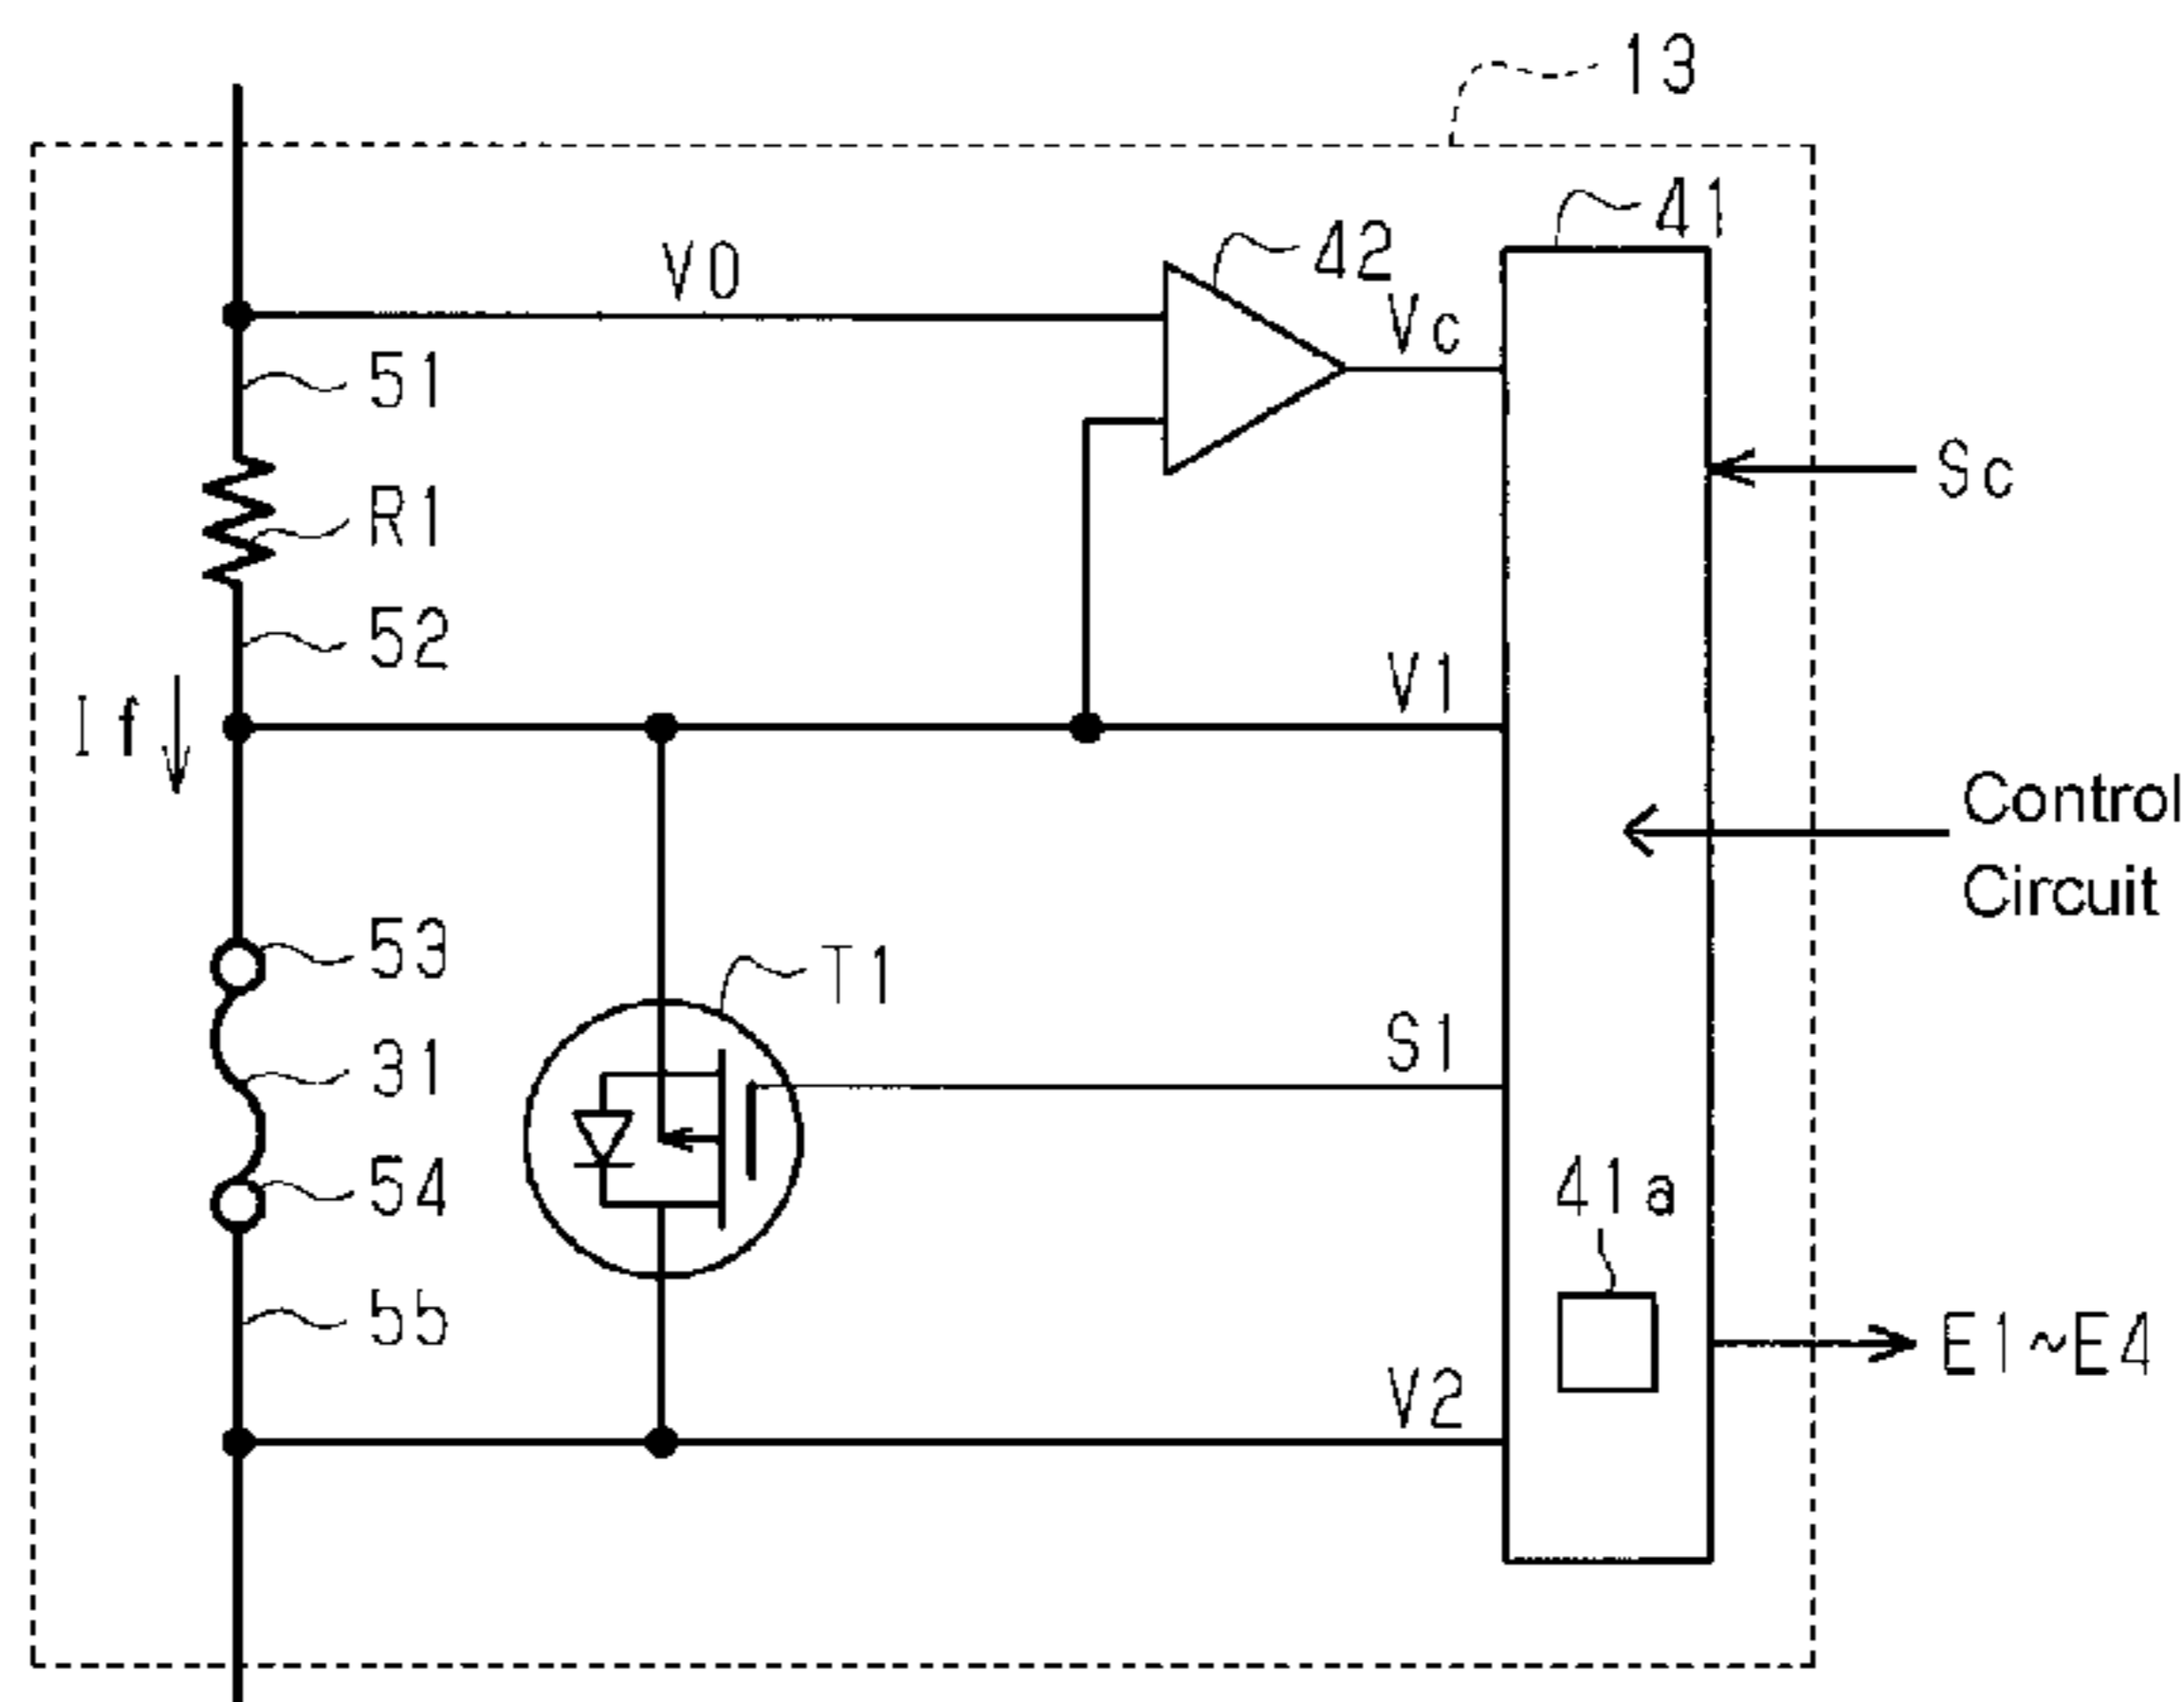 13
41
42
V0
Vc
51
Sc
R1
52
V1
If
Control
Circuit
53
T1
S1
31
54
41a
55
E1~E4
V2